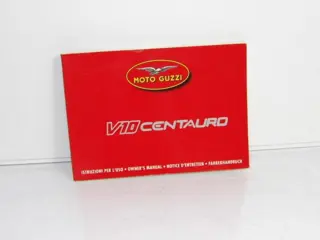 MOTO GUZZI
V10 CENTAURO
ISTRUZIONI PER L'USO • OWNER'S MANUAL • NOTICE D'ENTRETIEN • FAHRERHANDBUCH